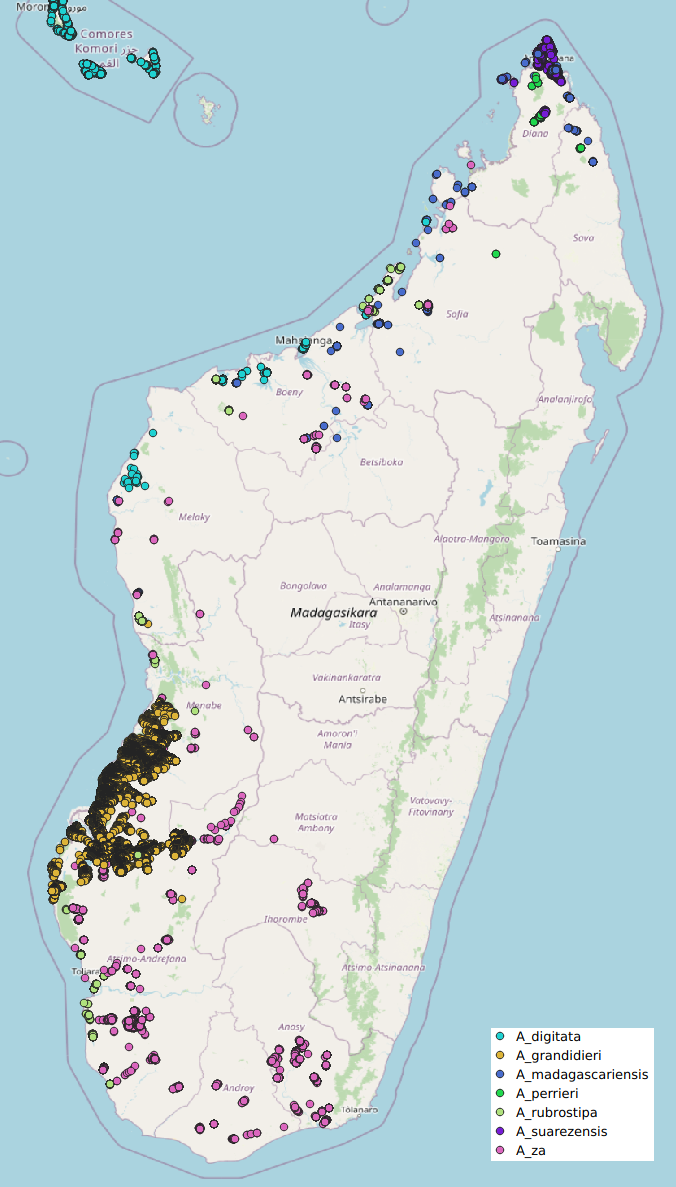 Moron
موروني
Comores
Komori جزر
القمر
Diana
Sava
Sofia
Mahajanga
Boeny
Analanjirofo
Betsiboka
Melaky
Alaotra-Mangoro
Toamasina
Bongolava
Analamanga
Antananarivo
Madagasikara
Itasy
Atsinanana
Vakinankaratra
Antsirabe
Menabe
Amoron'i
Mania
Vatovavy-
Fitovinany
Matsiatra
Ambony
Ihorombe
Atsimo-Andrefana
Atsimo Atsinanana
Toliara
Anosy
Androy
Tôlanaro
A_digitata
A_grandidieri
A_madagascariensis
A_perrieri
A_rubrostipa
A_suarezensis
A_za